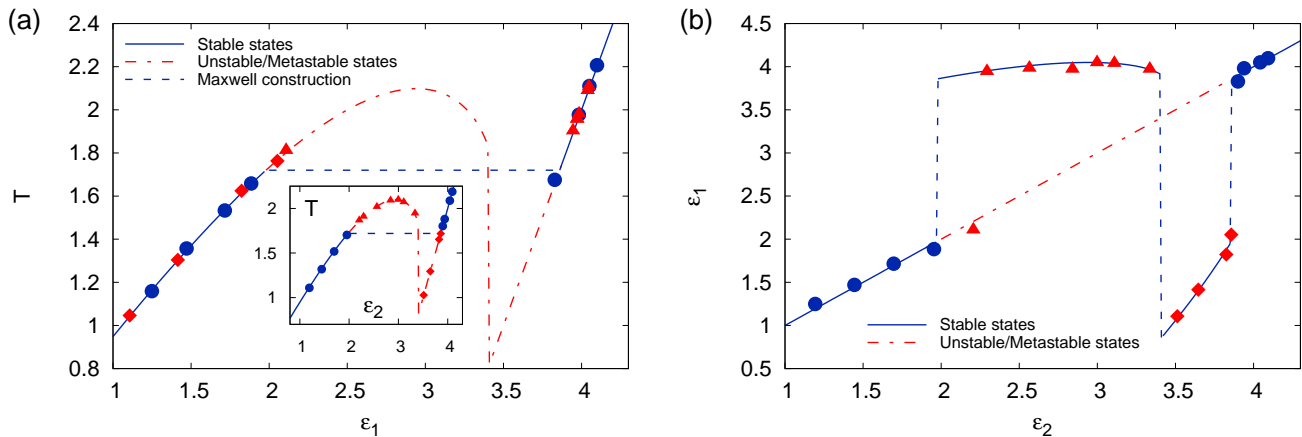 (a)
2.4
2.2
2
1.8
1.6
1.4
1.2
1
0.8
T
Stable states
Unstable/Metastable states
Maxwell construction
T
2
1.5
1
ε2
1 2 3 4
1 1.5 2 2.5 3 3.5 4
ε1
(b)
4.5
4
3.5
3
2.5
2
1.5
1
0.5
ε1
Stable states
Unstable/Metastable states
1 1.5 2 2.5 3 3.5 4
ε2